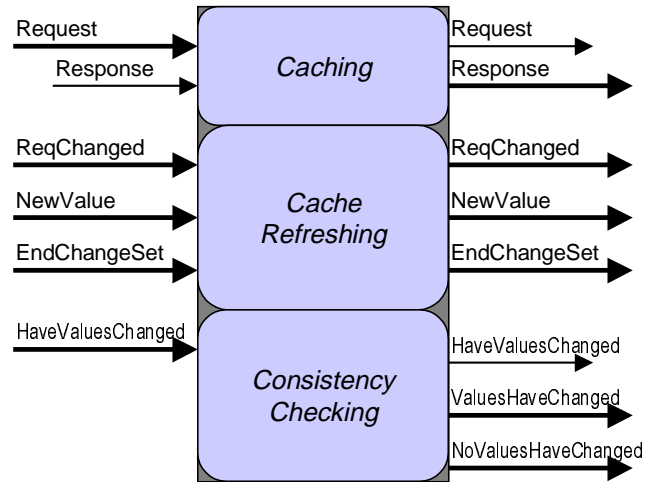 Request
Response
Caching
Request
Response
ReqChanged
NewValue
EndChangeSet
Cache
Refreshing
ReqChanged
NewValue
EndChangeSet
HaveValuesChanged
Consistency
Checking
HaveValuesChanged
ValuesHaveChanged
NoValuesHaveChanged